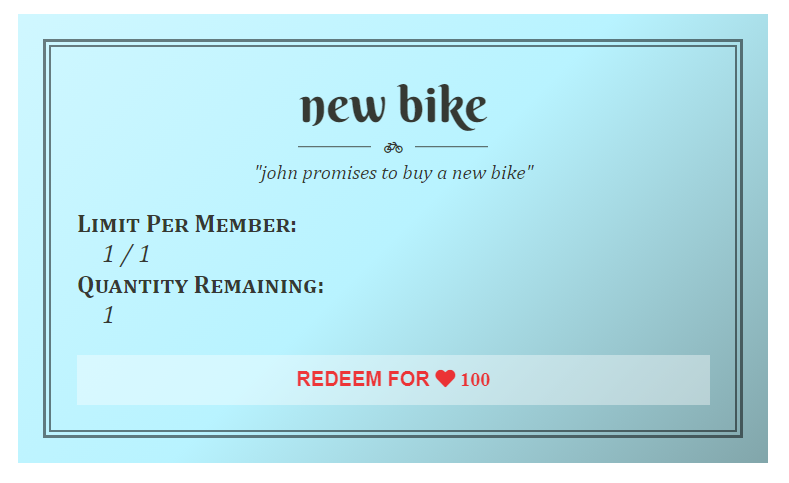 new bike
"john promises to buy a new bike"
Limit Per Member:
1 / 1
Quantity Remaining:
1
REDEEM FOR ♥ 100